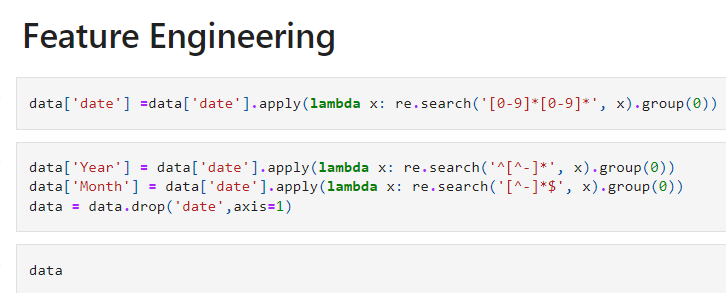 Feature Engineering
data['date'] =data['date'].apply(lambda x: re.search('[0-9]*[0-9]*', x).group(0))
data['Year'] = data['date'].apply(lambda x: re.search('^[^-]*', x).group(0))
data['Month'] = data['date'].apply(lambda x: re.search('[^-]*$', x).group(0))
data = data.drop('date',axis=1)
data